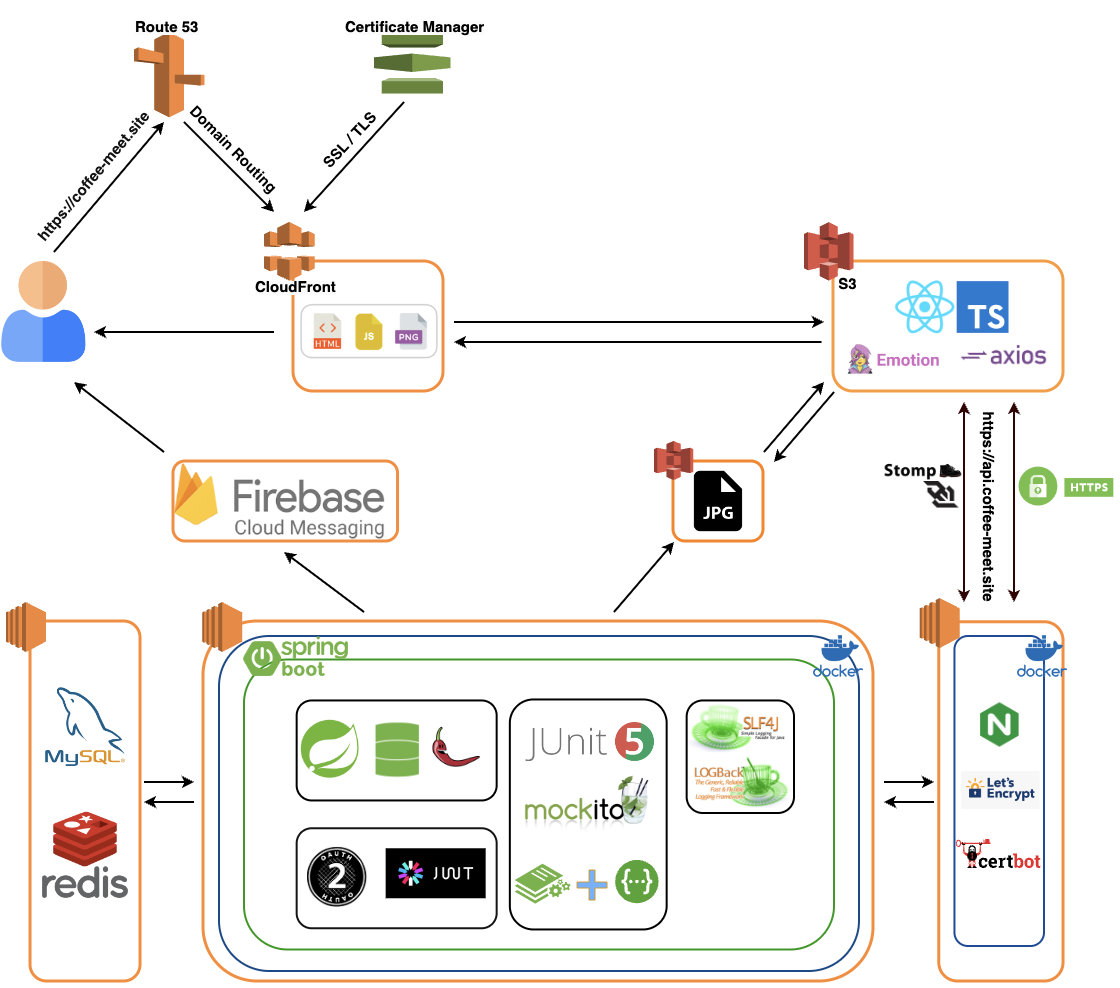 Route 53
Certificate Manager
https://coffee-meet.site
Domain Routing
SSL / TLS
CloudFront
S3
HTML
JS
PNG
TS
Emotion
axios
Firebase
Cloud Messaging
JPG
Stomp
https://api.coffee-meet.site
HTTPS
spring
boot
docker
docker
MySQL
redis
JUnit 5
mockito
SLF4J
Simple Logging
Facade for Java
LOGBack
The Generic, Reliable
Fast & Flexible
Logging Framework
OAUTH
2
OAUTH
JWT
N
Let's
Encrypt
certbot